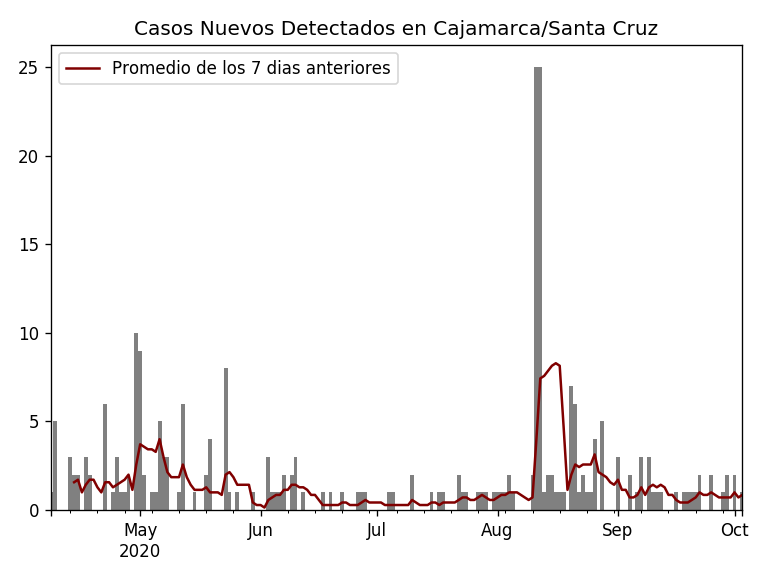 Casos Nuevos Detectados en Cajamarca/Santa Cruz
Promedio de los 7 dias anteriores
25
20
15
10
5
0
May Jun Jul Aug Sep Oct
2020